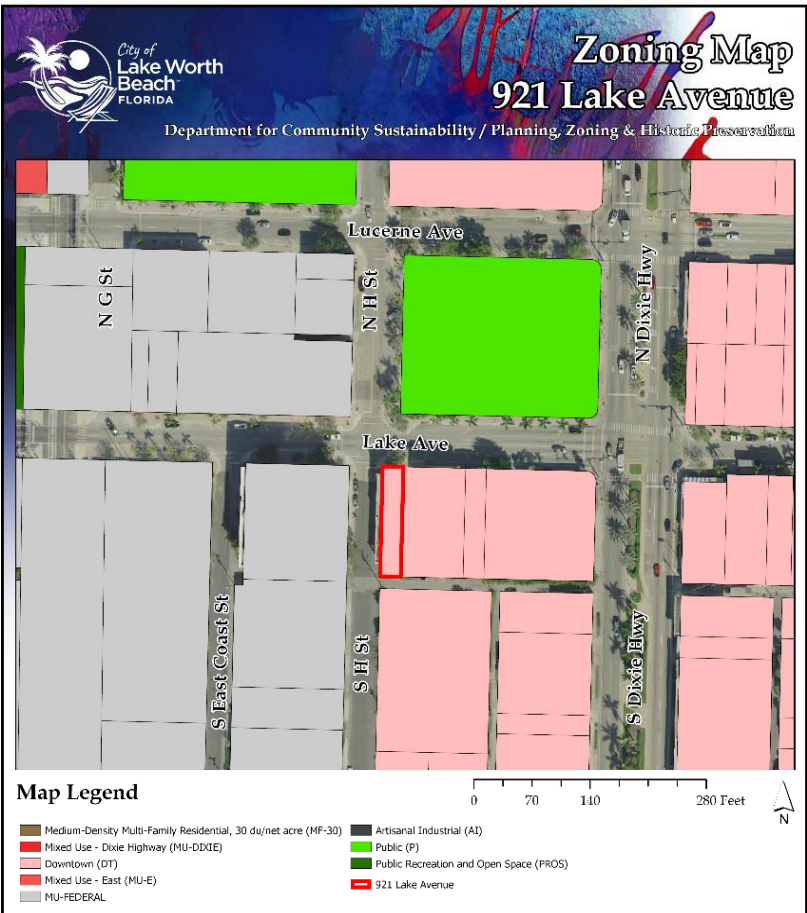 City of
Lake Worth
Beach
FLORIDA
Zoning Map
921 Lake Avenue
Department for Community Sustainability / Planning, Zoning & Historic Preservation
Lucerne Ave
N G St
N H St
N Dixie Hwy
Lake Ave
S East Coast St
S H St
S Dixie Hwy
Map Legend
0 70 140 280 Feet
N
Medium-Density Multi-Family Residential, 30 du/net acre (MF-30)
Mixed Use - Dixie Highway (MU-DIXIE)
Downtown (DT)
Mixed Use - East (MU-E)
MU-FEDERAL
Artisanal Industrial (AI)
Public (P)
Public Recreation and Open Space (PROS)
921 Lake Avenue